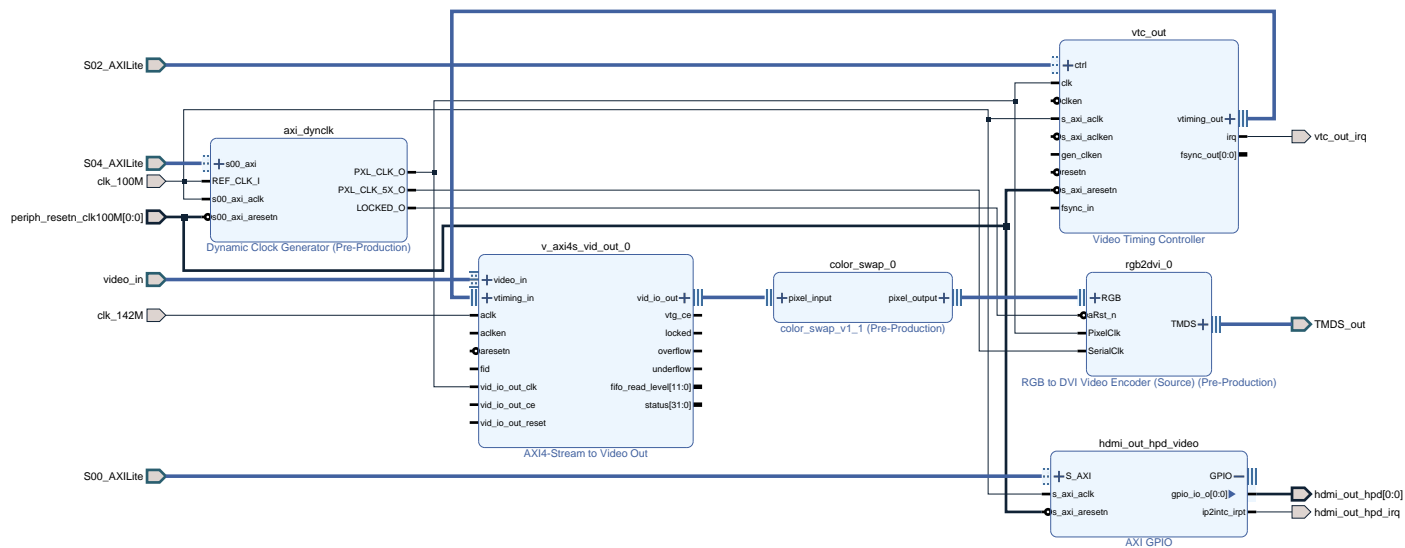 vtc_out
S02_AXILite
ctrl
clk
clken
s_axi_aclk
s_axi_aclken
gen_clken
resetn
s_axi_aresetn
fsync_in
vtiming_out
irq
fsync_out[0:0]
vtc_out_irq
Video Timing Controller
axi_dynclk
S04_AXILite
clk_100M
periph_resetn_clk100M[0:0]
s00_axi
REF_CLK_I
s00_axi_aclk
s00_axi_aresetn
PXL_CLK_O
PXL_CLK_5X_O
LOCKED_O
Dynamic Clock Generator (Pre-Production)
v_axi4s_vid_out_0
video_in
clk_142M
video_in
vtiming_in
aclk
aclken
aresetn
fid
vid_io_out_clk
vid_io_out_ce
vid_io_out_reset
vid_io_out
vtg_ce
locked
overflow
underflow
fifo_read_level[11:0]
status[31:0]
AXI4-Stream to Video Out
color_swap_0
pixel_input
pixel_output
color_swap_v1_1 (Pre-Production)
rgb2dvi_0
RGB
aRst_n
PixelClk
SerialClk
TMDS
TMDS_out
RGB to DVI Video Encoder (Source) (Pre-Production)
hdmi_out_hpd_video
S00_AXILite
S_AXI
s_axi_aclk
s_axi_aresetn
GPIO
gpio_io_o[0:0]
ip2intc_irpt
hdmi_out_hpd[0:0]
hdmi_out_hpd_irq
AXI GPIO